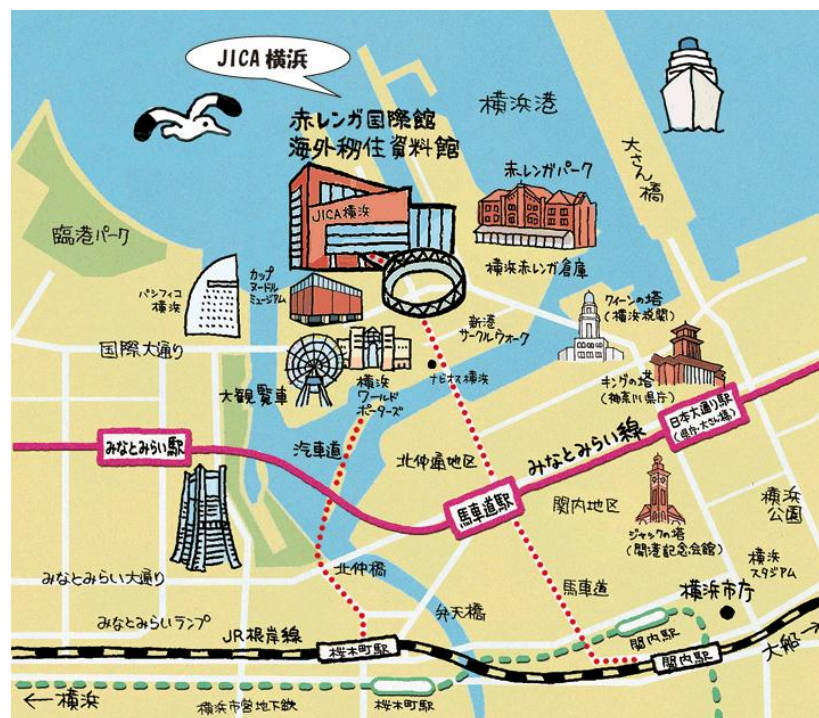 JICA 横浜
赤レンガ国際館
海外移住資料館
JICA横浜
横浜港
大さん橋
赤レンガパーク
横浜赤レンガ倉庫
臨港パーク
パシフィコ
横浜
カップ
ヌードル
ミュージアム
新港
サークルウォーク
クイーンの塔
(横浜税関)
キングの塔
(神奈川県庁)
国際大通り
大観覧車
横浜
ワールド
ポーターズ
ナビオス横浜
日本大通り駅
(県庁・大さん橋)
みなとみらい駅
汽車道
北仲通地区
みなとみらい線
馬車道駅
関内地区
ジャックの塔
(開港記念会館)
横浜
公園
横浜
スタジアム
みなとみらい大通り
北仲橋
馬車道
横浜市庁
みなとみらいランプ
弁天橋
JR根岸線
桜木町駅
関内駅
関内駅
大船→
←横浜
横浜市営地下鉄
桜木町駅